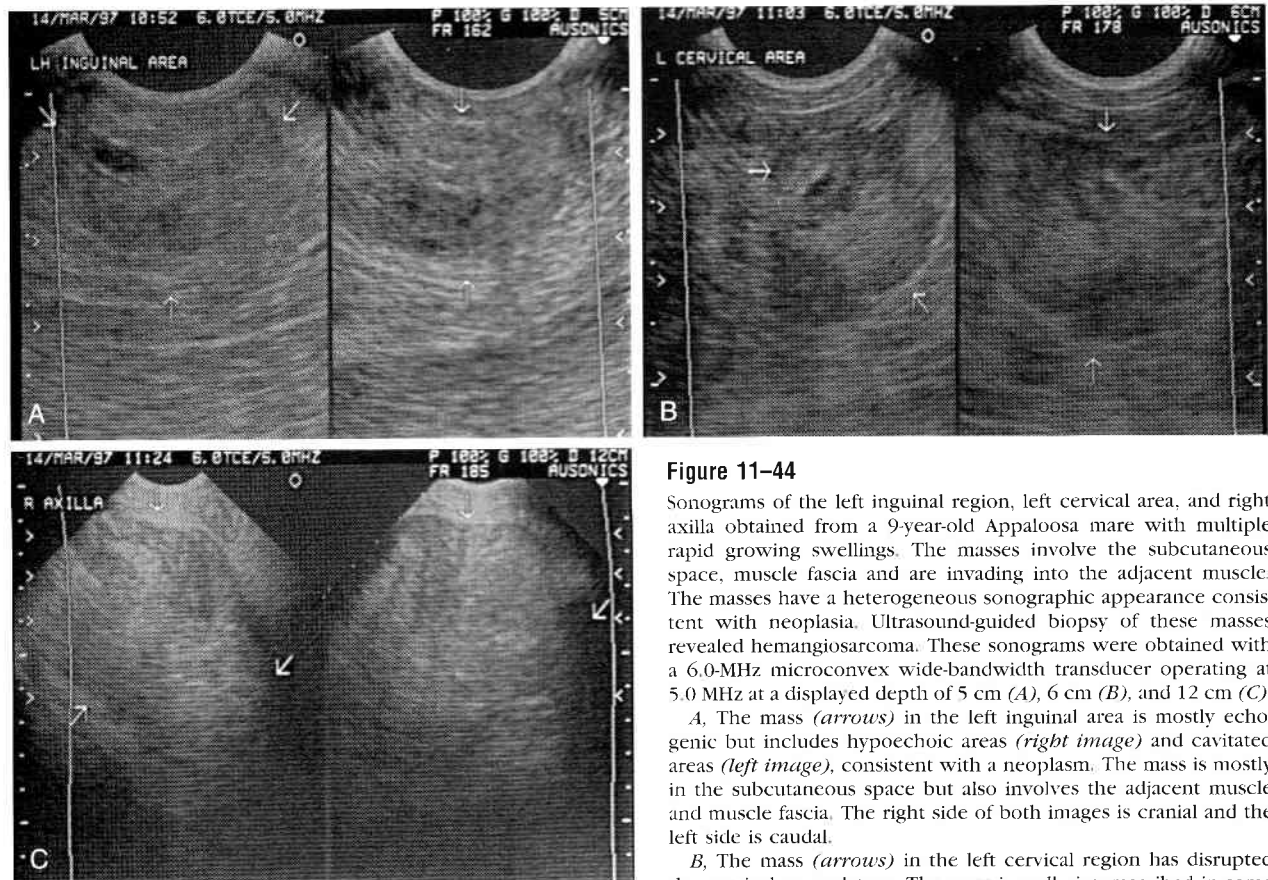 14/MAR/97 10:52 6.0TCE/5.0MHZ P 100% G 100% D 5CM
FR 162 AUSONICS
LH INGUINAL AREA
A
14/MAR/97 11:03 6.0TCE/5.0MHZ P 100% G 100% D 6CM
FR 178 AUSONICS
L CERVICAL AREA
B
14/MAR/97 11:24 6.0TCE/5.0MHZ P 100% G 100% D 12CM
FR 185 AUSONICS
R AXILLA
C
Figure 11–44
Sonograms of the left inguinal region, left cervical area, and right
axilla obtained from a 9-year-old Appaloosa mare with multiple
rapid growing swellings. The masses involve the subcutaneous
space, muscle fascia and are invading into the adjacent muscle.
The masses have a heterogeneous sonographic appearance consis
tent with neoplasia. Ultrasound-guided biopsy of these masses
revealed hemangiosarcoma. These sonograms were obtained with
a 6.0-MHz microconvex wide-bandwidth transducer operating at
5.0 MHz at a displayed depth of 5 cm (A), 6 cm (B), and 12 cm (C)
A, The mass (arrows) in the left inguinal area is mostly echo
genic but includes hypoechoic areas (right image) and cavitated
areas (left image), consistent with a neoplasm. The mass is mostly
in the subcutaneous space but also involves the adjacent muscle
and muscle fascia. The right side of both images is cranial and the
left side is caudal.
B, The mass (arrows) in the left cervical region has disrupted